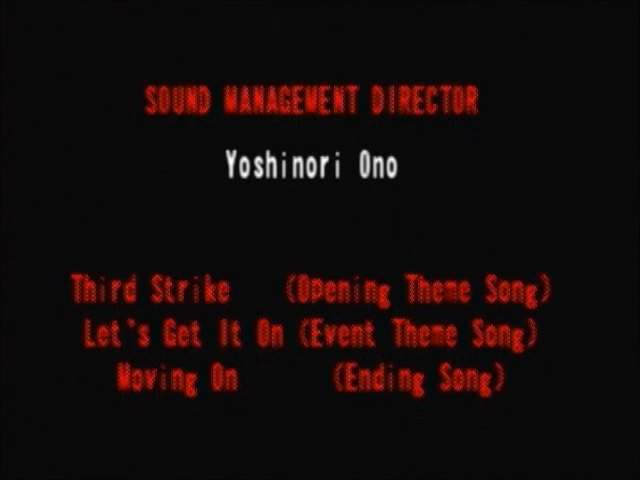 SOUND MANAGEMENT DIRECTOR
Yoshinori Ono
Third Strike (Opening Theme Song)
Let's Get It On (Event Theme Song)
Moving On (Ending Song)